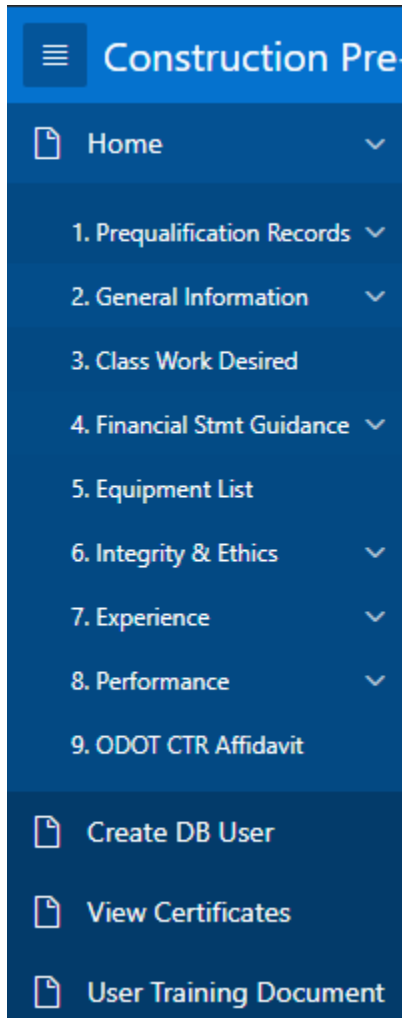 Construction Pre-
Home
1. Prequalification Records
2. General Information
3. Class Work Desired
4. Financial Stmt Guidance
5. Equipment List
6. Integrity & Ethics
7. Experience
8. Performance
9. ODOT CTR Affidavit
Create DB User
View Certificates
User Training Document